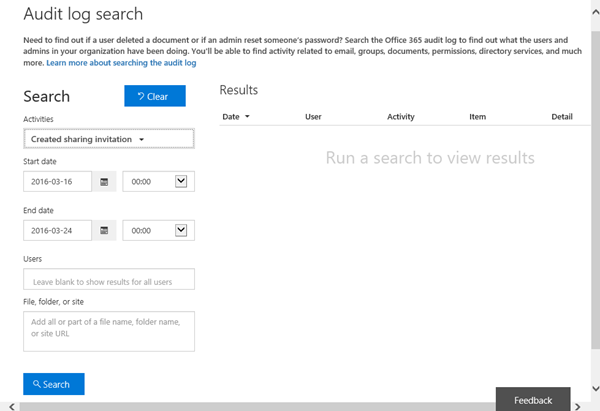 Audit log search
Need to find out if a user deleted a document or if an admin reset someone's password? Search the Office 365 audit log to find out what the users and
admins in your organization have been doing. You'll be able to find activity related to email, groups, documents, permissions, directory services, and much
more. Learn more about searching the audit log
Search
Clear
Activities
Created sharing invitation
Start date
2016-03-16
00:00
End date
2016-03-24
00:00
Users
Leave blank to show results for all users
File, folder, or site
Add all or part of a file name, folder name,
or site URL
Search
Results
Date User Activity Item Detail
Run a search to view results
Feedback